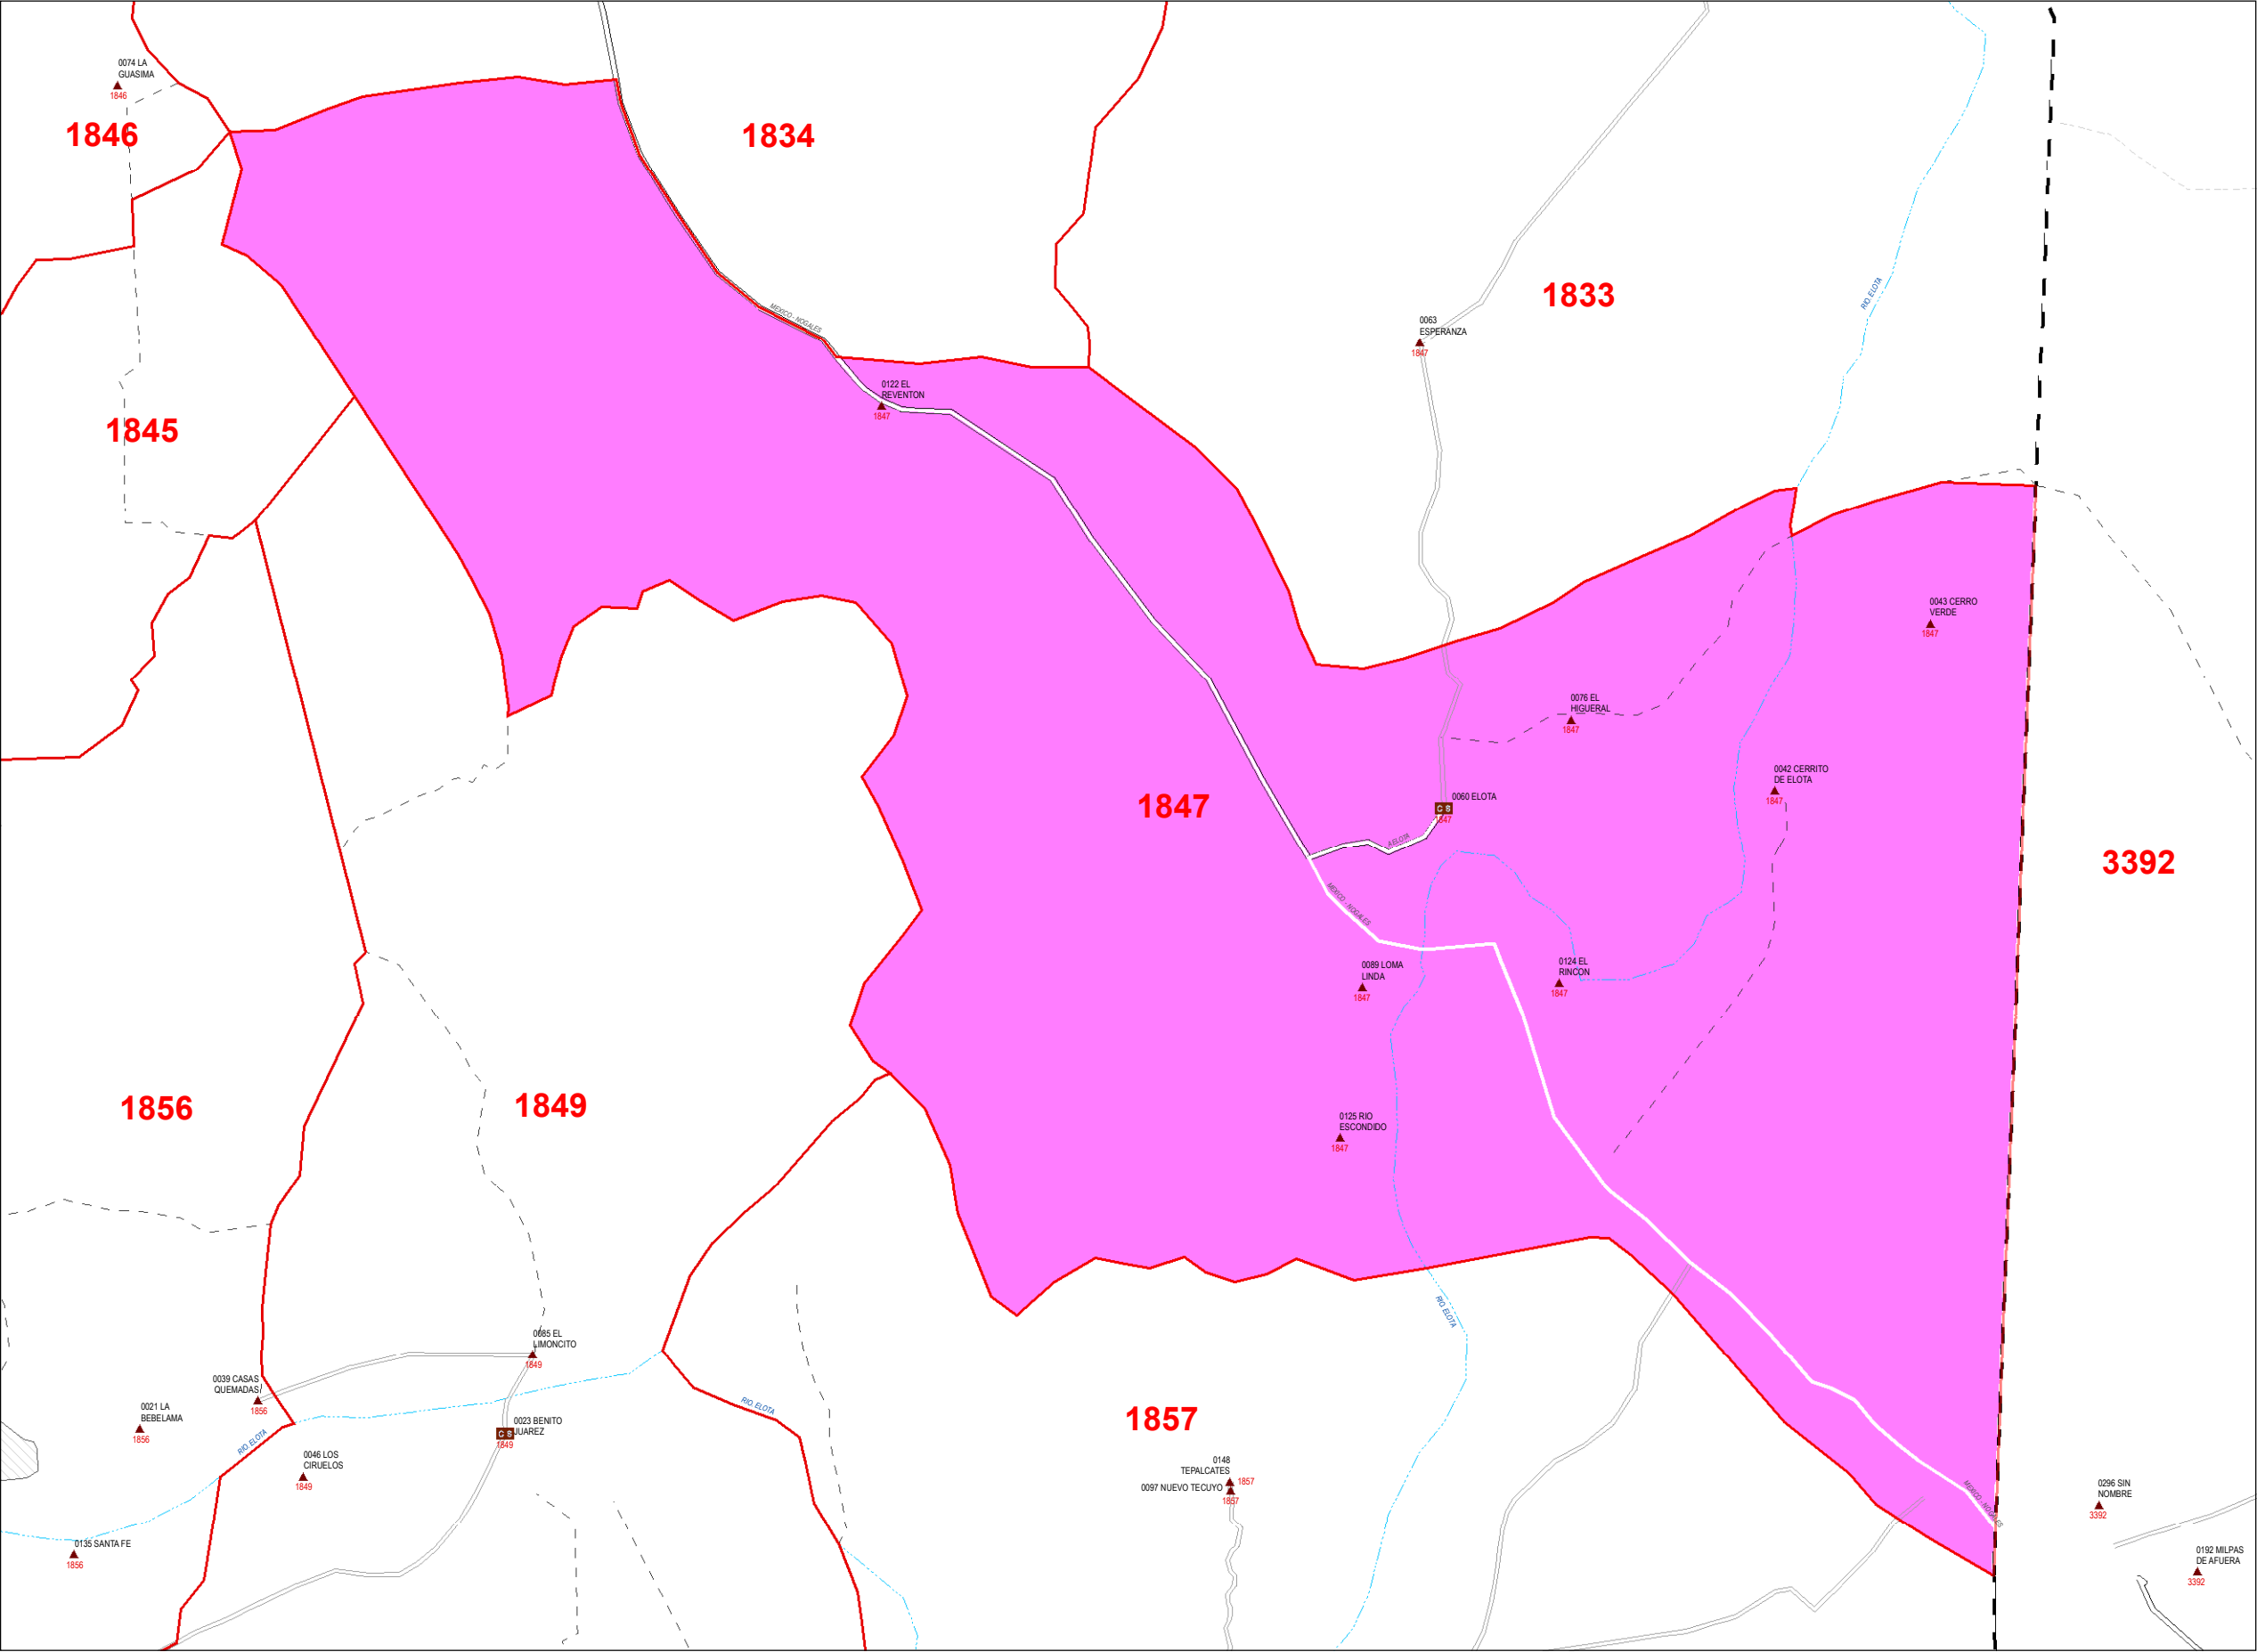 0074 LA
GUASIMA
1846
1846
1834
1833
RIO. ELOTA
MEXICO - NOGALES
0063
ESPERANZA
1847
0122 EL
REVENTON
1847
1845
0043 CERRO
VERDE
1847
0076 EL
HIGUERAL
1847
0042 CERRITO
DE ELOTA
1847
1847
0060 ELOTA
C S
1847
A ELOTA
3392
MEXICO - NOGALES
0089 LOMA
LINDA
1847
0124 EL
RINCON
1847
1856
1849
0125 RIO
ESCONDIDO
1847
RIO. ELOTA
0085 EL
LIMONCITO
1849
0039 CASAS
QUEMADAS
1856
0021 LA
BEBELAMA
1856
RIO. ELOTA
RIO. ELOTA
0023 BENITO
JUAREZ
C S
1849
1857
0046 LOS
CIRUELOS
1849
0148
TEPALCATES
1857
0097 NUEVO TECUYO
1857
MEXICO - NOGALES
0296 SIN
NOMBRE
3392
0135 SANTA FE
1856
0192 MILPAS
DE AFUERA
3392